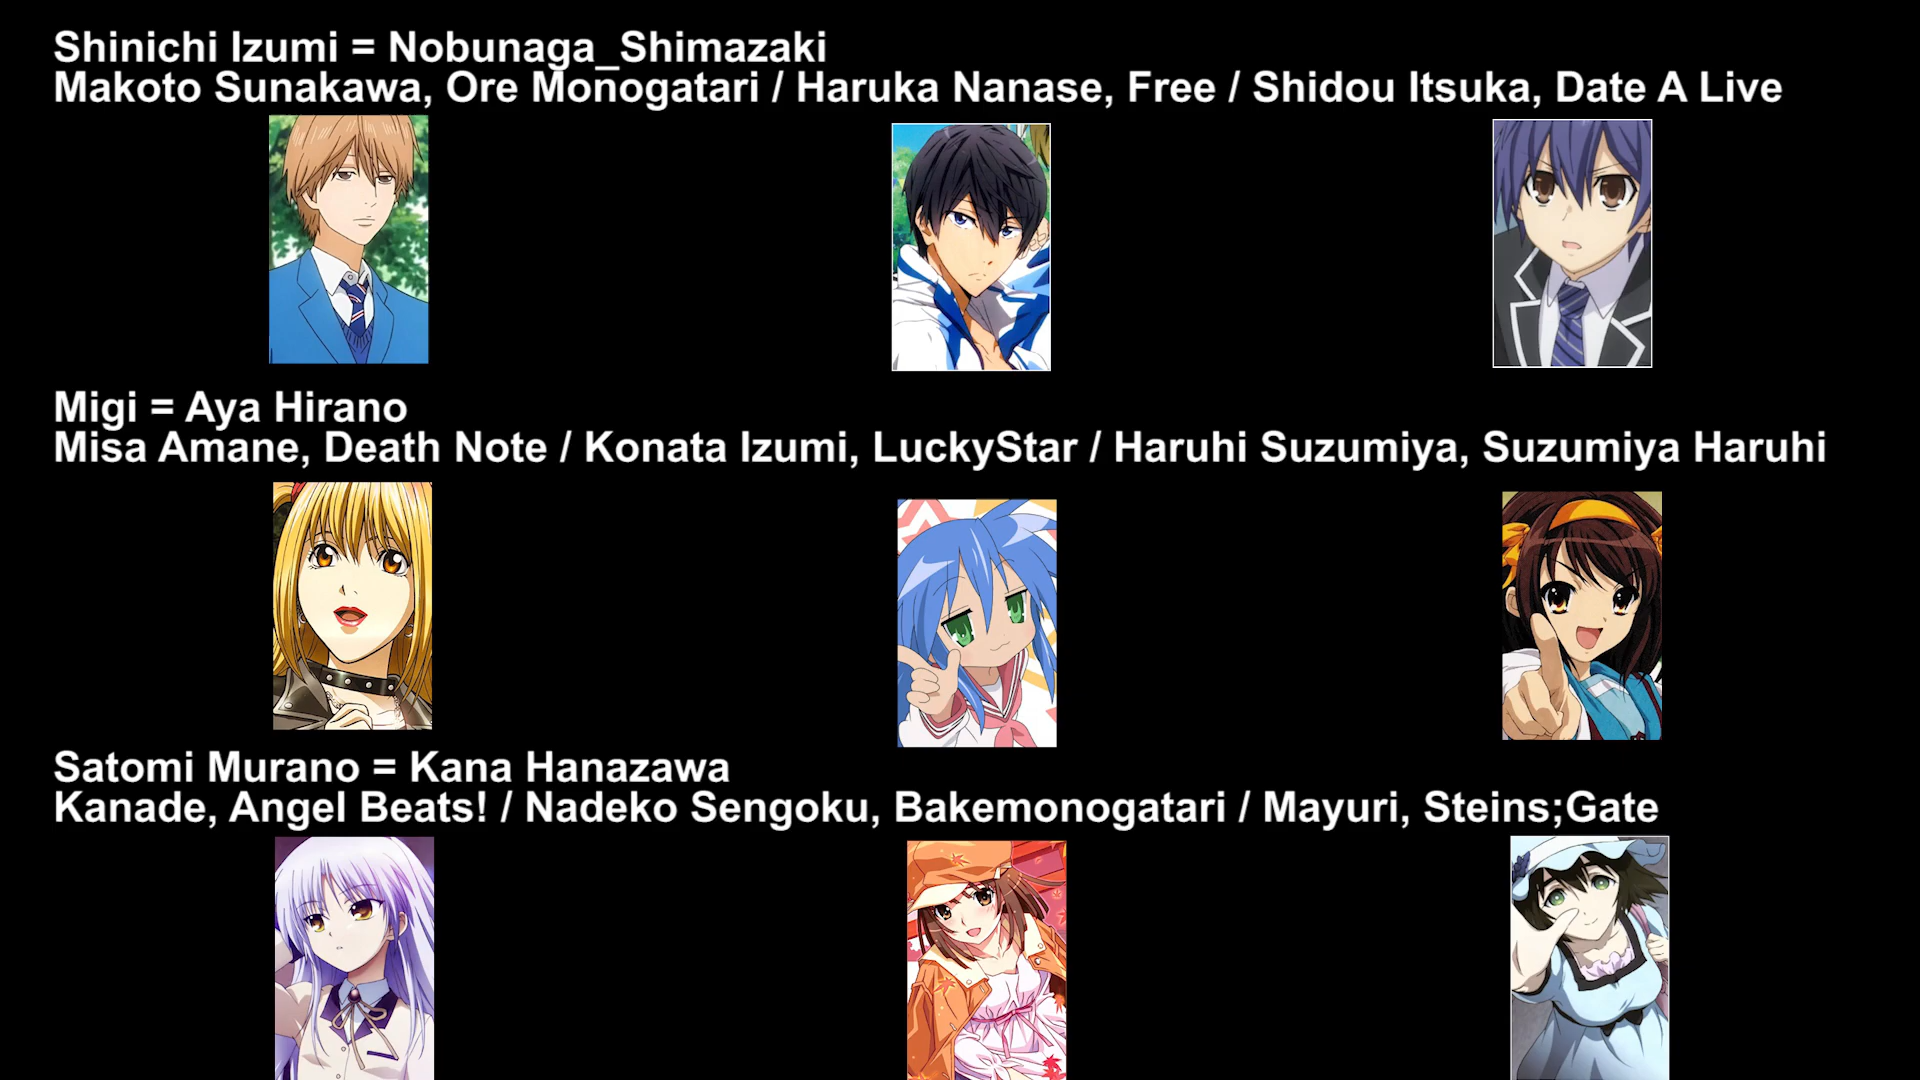 Shinichi Izumi = Nobunaga_Shimazaki
Makoto Sunakawa, Ore Monogatari / Haruka Nanase, Free / Shidou Itsuka, Date A Live
Migi = Aya Hirano
Misa Amane, Death Note / Konata Izumi, LuckyStar / Haruhi Suzumiya, Suzumiya Haruhi
Satomi Murano = Kana Hanazawa
Kanade, Angel Beats! / Nadeko Sengoku, Bakemonogatari / Mayuri, Steins;Gate